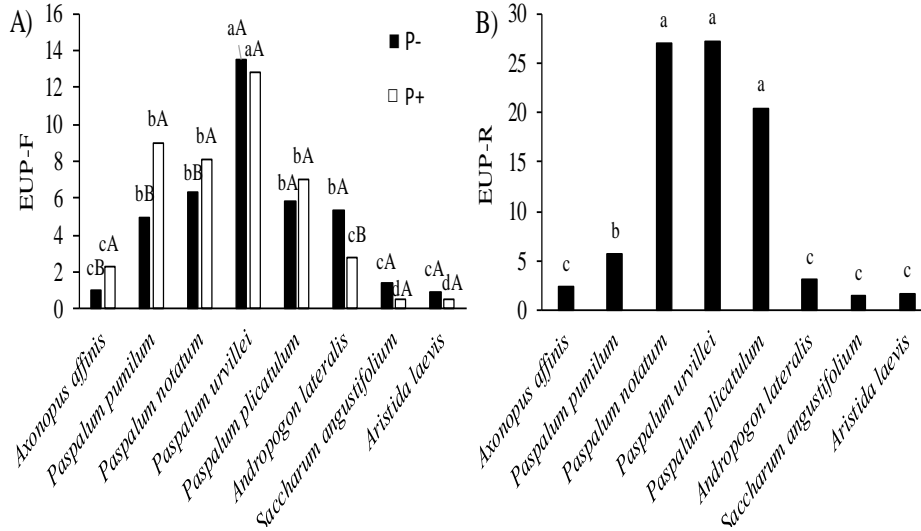 A)
EUP-F
16
14
12
10
8
6
4
2
0
P-
P+
cB
cA
bB
bA
bB
bA
aA
aA
bA
bA
bA
cB
cA
dA
cA
dA
Axonopus affinis
Paspalum pumilum
Paspalum notatum
Paspalum urvillei
Paspalum plicatulum
Andropogon lateralis
Saccharum angustifolium
Aristida laevis
B)
EUP-R
30
25
20
15
10
5
0
c
b
a
a
a
c
c
c
Axonopus affinis
Paspalum pumilum
Paspalum notatum
Paspalum urvillei
Paspalum plicatulum
Andropogon lateralis
Saccharum angustifolium
Aristida laevis